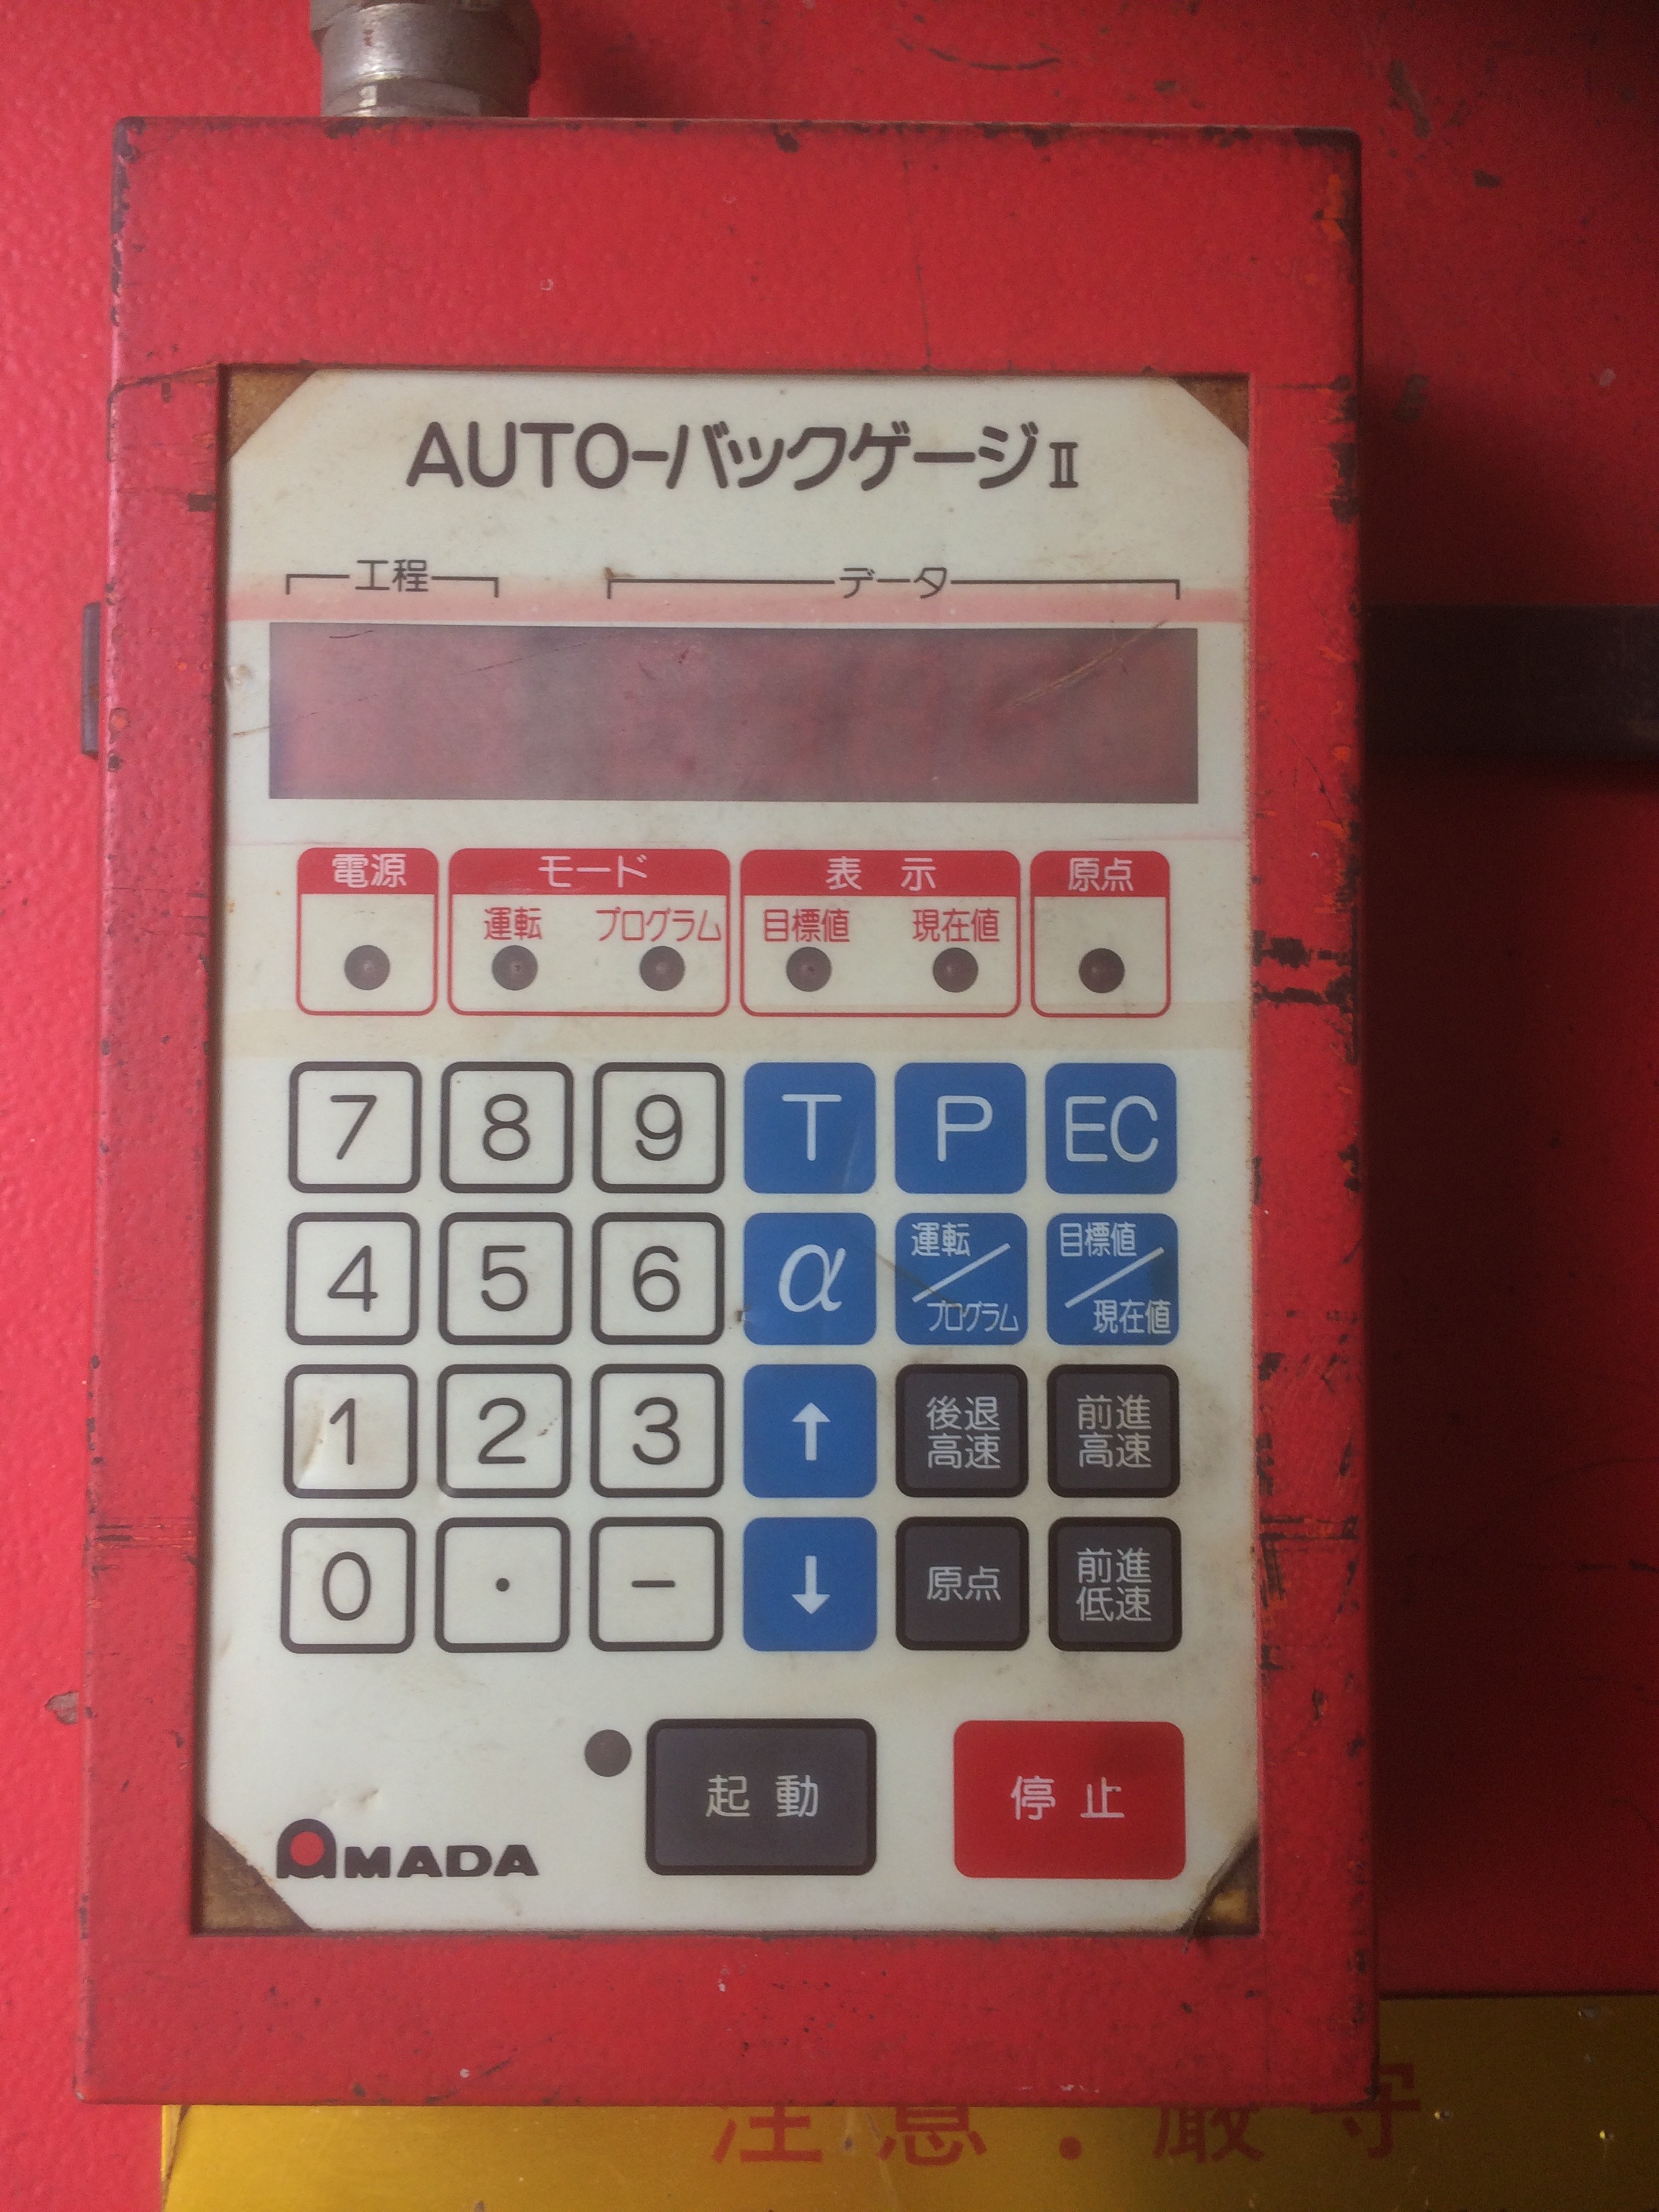 AUTO-バックゲージII
工程 データ
電源 モード 表示 原点
運転 プログラム 目標値 現在値
7 8 9 T P EC
4 5 6 α 運転/プログラム 目標値/現在値
1 2 3 ↑ 後退高速 前進高速
0 · − ↓ 原点 前進低速
起動 停止
AMADA
注意・厳守